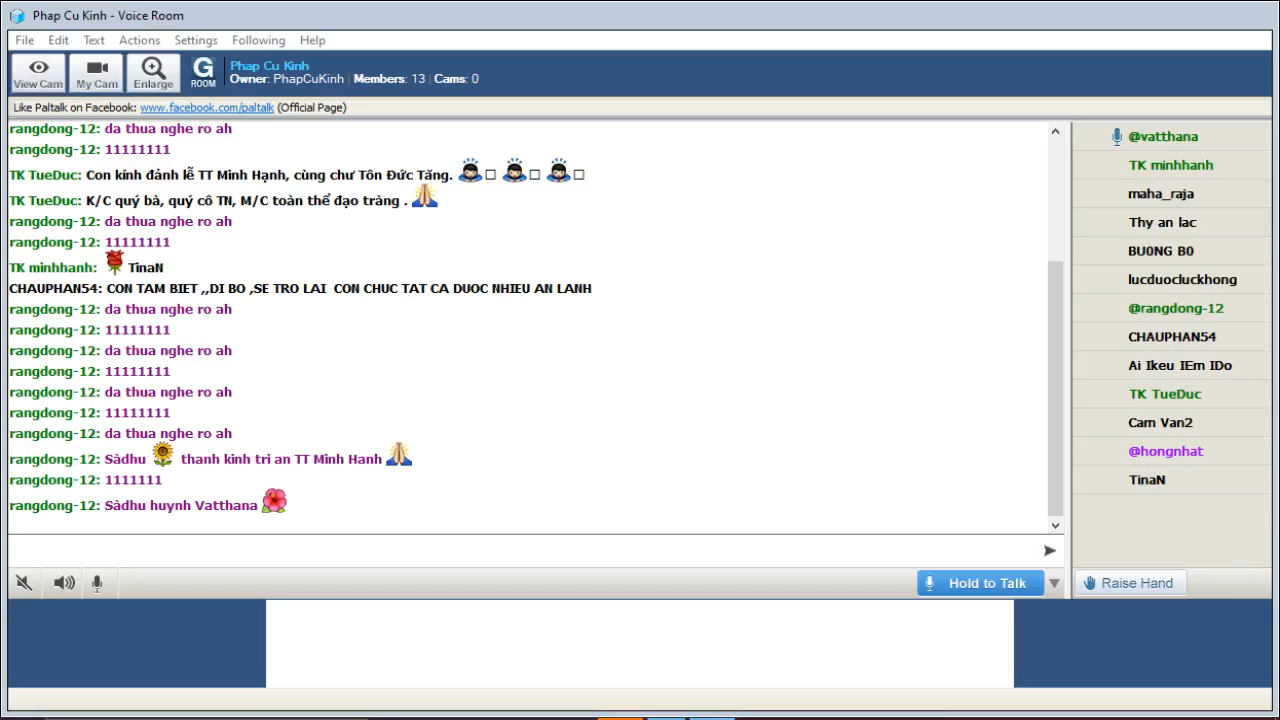 Phap Cu Kinh - Voice Room
File Edit Text Actions Settings Following Help
View Cam
My Cam
Enlarge
G
ROOM
Phap Cu Kinh
Owner: PhapCuKinh | Members: 13 | Cams: 0
Like Paltalk on Facebook: www.facebook.com/paltalk (Official Page)
rangdong-12: da thua nghe ro ah
rangdong-12: 11111111
TK TueDuc: Con kính đảnh lễ TT Minh Hạnh, cùng chư Tôn Đức Tăng.
TK TueDuc: K/C quý bà, quý cô TN, M/C toàn thể đạo tràng .
rangdong-12: da thua nghe ro ah
rangdong-12: 11111111
TK minhhanh: TinaN
CHAUPHAN54: CON TAM BIET ,,DI BO ,SE TRO LAI CON CHUC TAT CA DUOC NHIEU AN LANH
rangdong-12: da thua nghe ro ah
rangdong-12: 11111111
rangdong-12: da thua nghe ro ah
rangdong-12: 11111111
rangdong-12: da thua nghe ro ah
rangdong-12: 11111111
rangdong-12: da thua nghe ro ah
rangdong-12: Sàdhu thanh kinh tri an TT Minh Hanh
rangdong-12: 1111111
rangdong-12: Sàdhu huynh Vatthana
@vatthana
TK minhhanh
maha_raja
Thy an lac
BU0NG B0
lucduocluckhong
@rangdong-12
CHAUPHAN54
Ai Ikeu IEm IDo
TK TueDuc
Cam Van2
@hongnhat
TinaN
Hold to Talk
Raise Hand